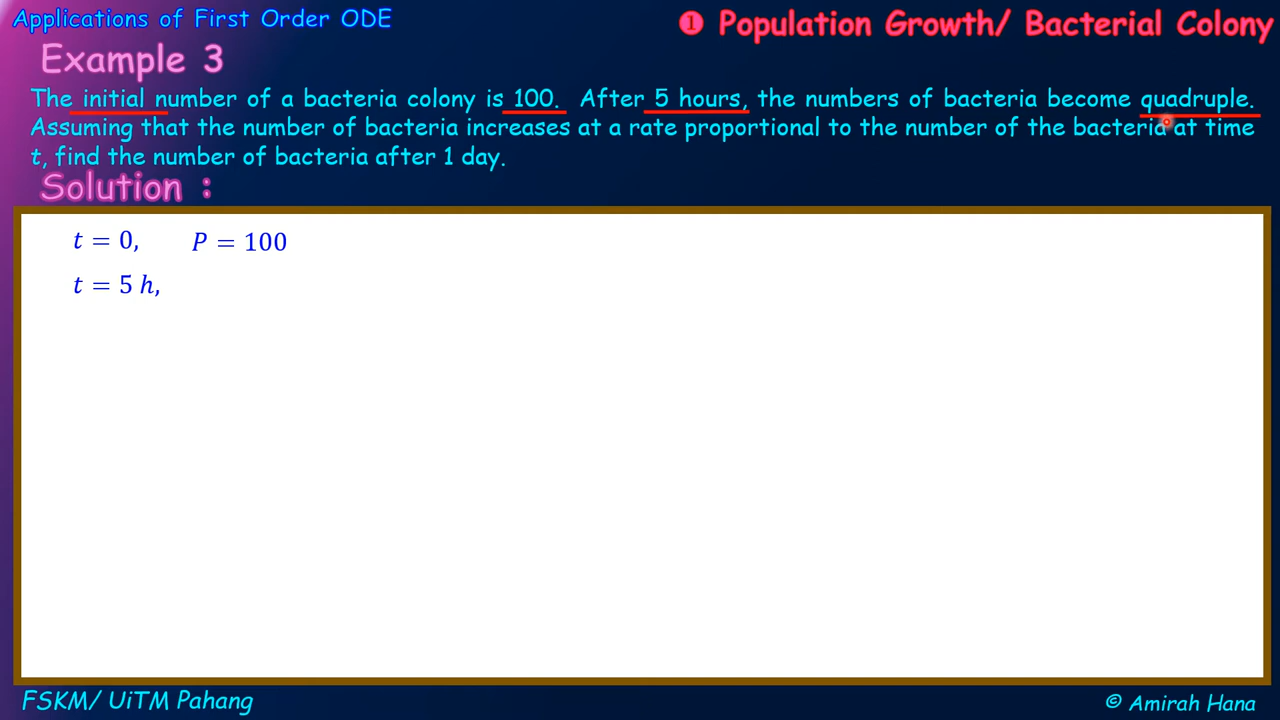 Applications of First Order ODE
❶ Population Growth/ Bacterial Colony
Example 3
The initial number of a bacteria colony is 100. After 5 hours, the numbers of bacteria become quadruple.
Assuming that the number of bacteria increases at a rate proportional to the number of the bacteria at time
t, find the number of bacteria after 1 day.
Solution :
t = 0, P = 100
t = 5 h,
FSKM/ UiTM Pahang
© Amirah Hana